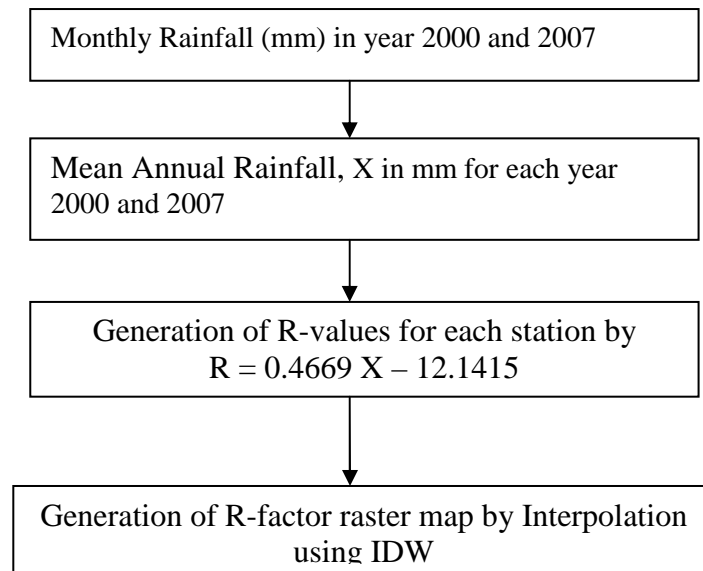 Monthly Rainfall (mm) in year 2000 and 2007
Mean Annual Rainfall, X in mm for each year
2000 and 2007
Generation of R-values for each station by
R = 0.4669 X – 12.1415
Generation of R-factor raster map by Interpolation
using IDW